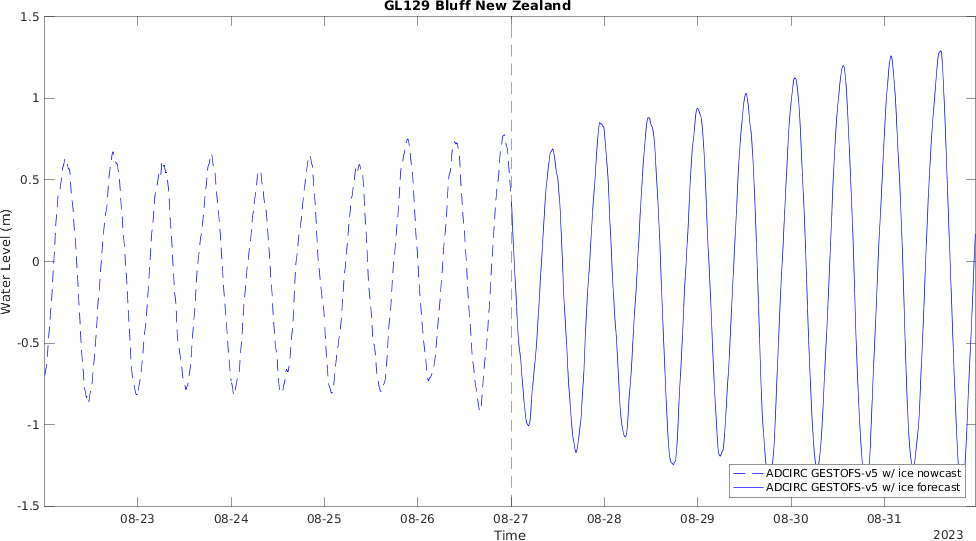 GL129 Bluff New Zealand
1.5
1
0.5
0
-0.5
-1
-1.5
Water Level (m)
ADCIRC GESTOFS-v5 w/ ice nowcast
ADCIRC GESTOFS-v5 w/ ice forecast
08-23 08-24 08-25 08-26 08-27 08-28 08-29 08-30 08-31
Time
2023